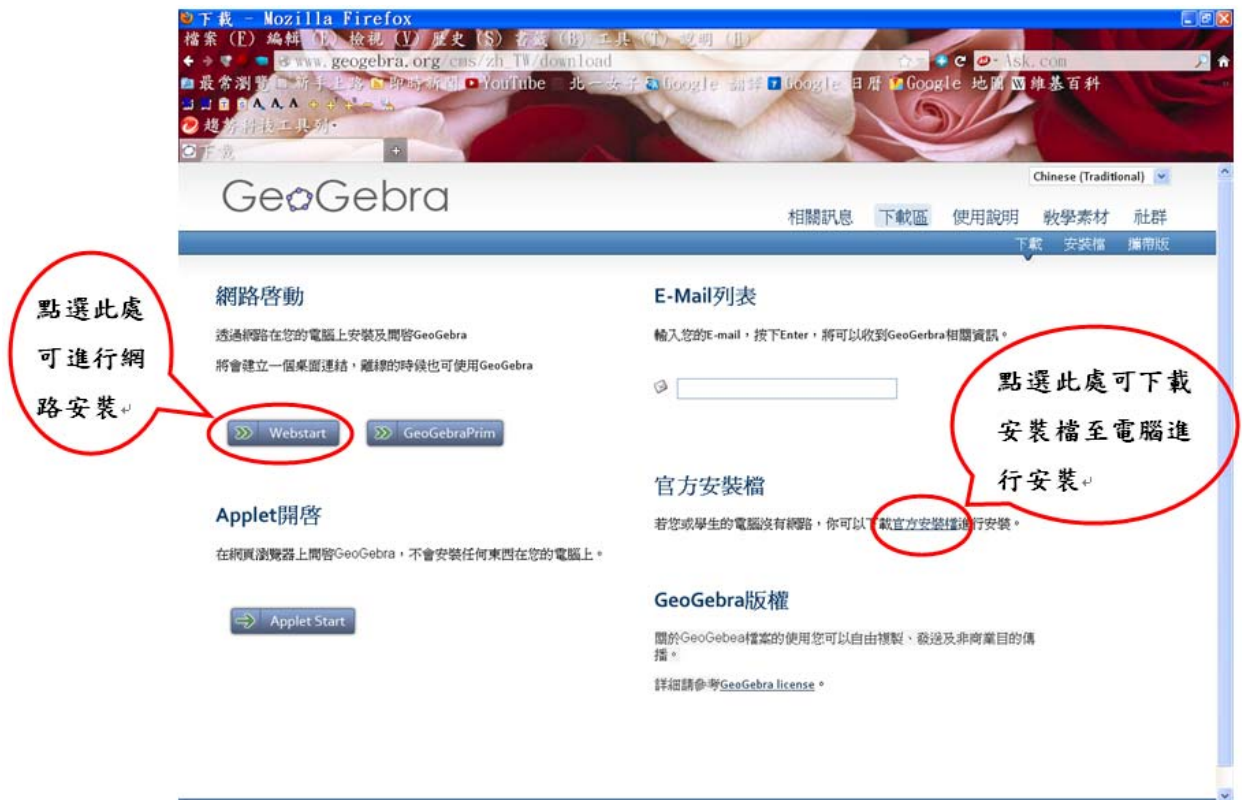 下載 - Mozilla Firefox
檔案 (F) 編輯 (E) 檢視 (V) 歷史 (S) 書籤 (B) 工具 (T) 說明 (H)
www.geogebra.org/cms/zh_TW/download
Ask.com
最常瀏覽 新手上路 即時新聞 YouTube 北一女子 Google 翻譯 Google 日曆 Google 地圖 維基百科
A A A
科技工具列
下載
GeoGebra
Chinese (Traditional)
相關訊息 下載區 使用說明 教學素材 社群
下載 安裝檔 攜帶版
點選此處
可進行網
路安裝
網路啓動
透過網路在您的電腦上安裝及開啓GeoGebra
將會建立一個桌面連結，離線的時候也可使用GeoGebra
Webstart
GeoGebraPrim
Applet開啓
在網頁瀏覽器上開啓GeoGebra，不會安裝任何東西在您的電腦上。
Applet Start
E-Mail列表
輸入您的E-mail，按下Enter，將可以收到GeoGerbra相關資訊。
點選此處可下載
安裝檔至電腦進
行安裝
官方安裝檔
若您或學生的電腦沒有網路，你可以下載官方安裝檔進行安裝。
GeoGebra版權
關於GeoGebea檔案的使用您可以自由複製、發送及非商業目的傳
播。
詳細請參考GeoGebra license。